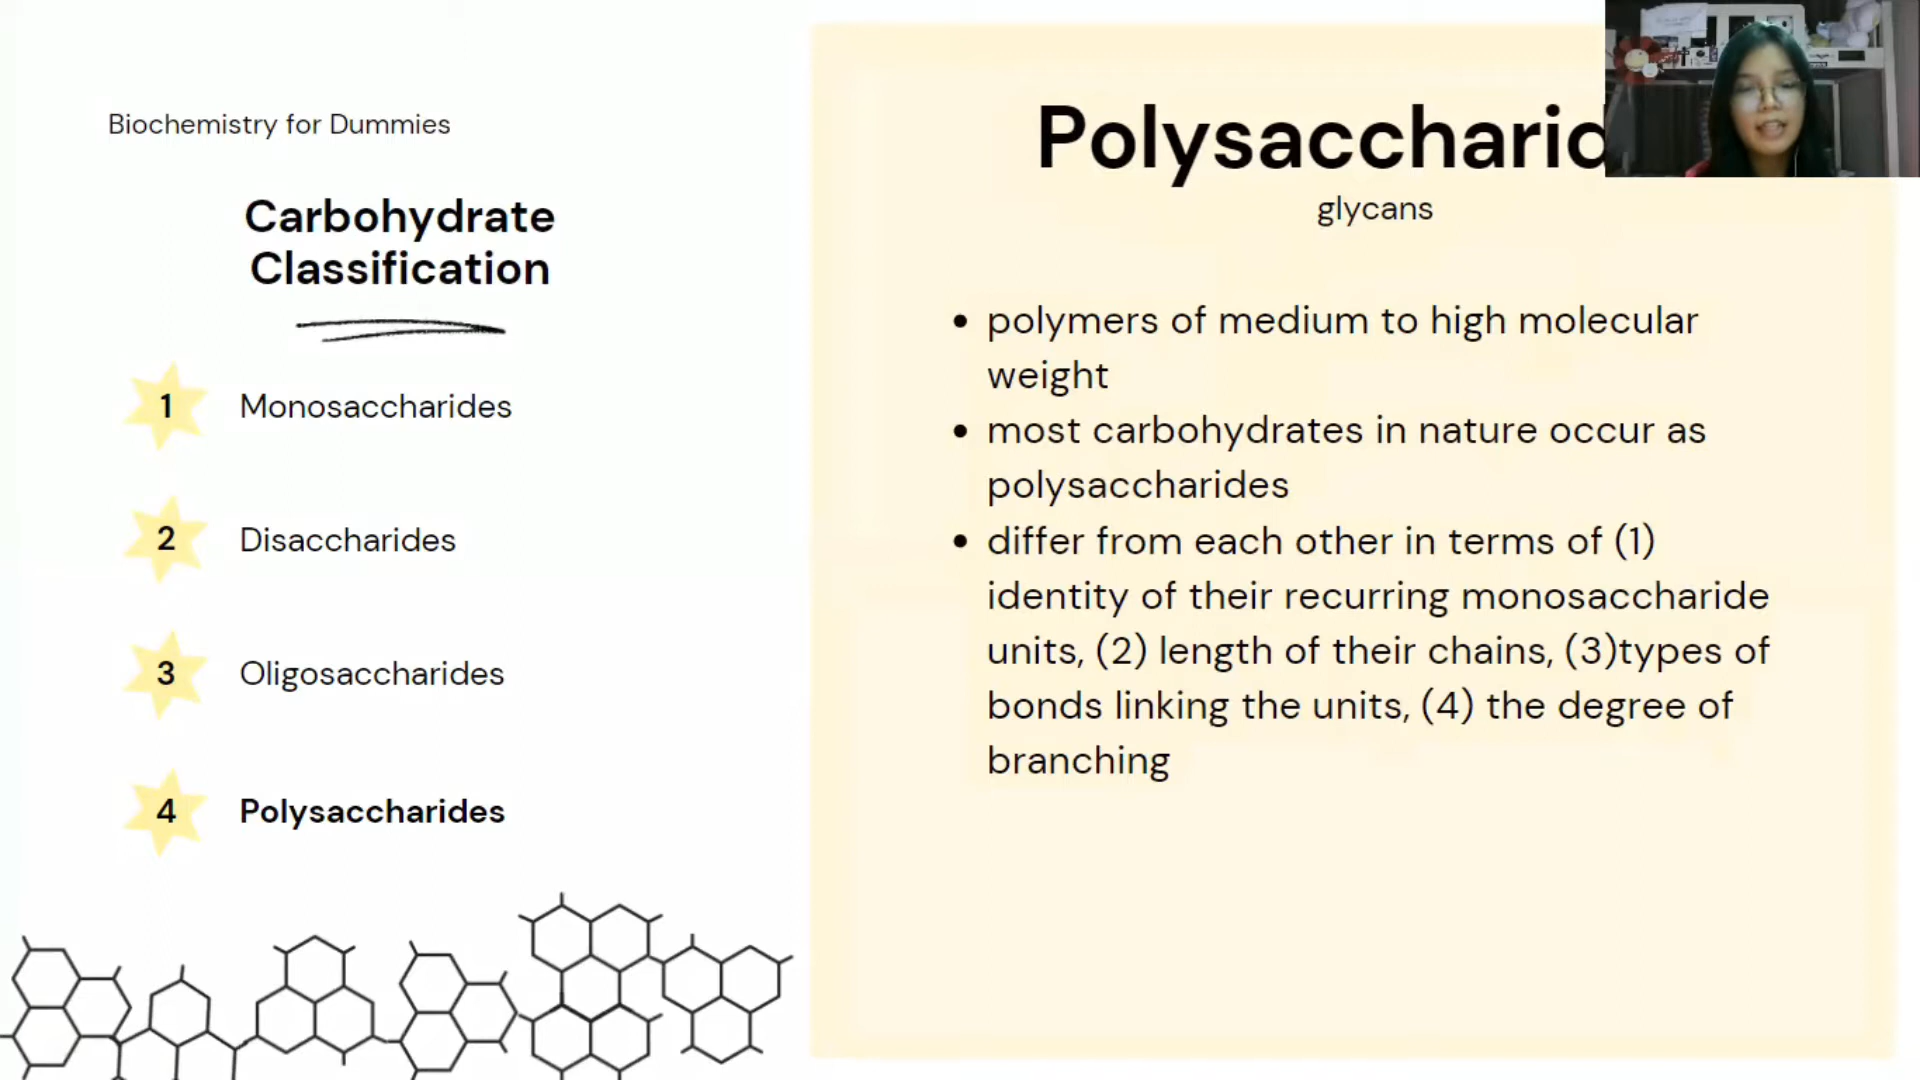 Biochemistry for Dummies
Carbohydrate
Classification
1 Monosaccharides
2 Disaccharides
3 Oligosaccharides
4 Polysaccharides
Polysaccharid
glycans
• polymers of medium to high molecular
weight
• most carbohydrates in nature occur as
polysaccharides
• differ from each other in terms of (1)
identity of their recurring monosaccharide
units, (2) length of their chains, (3)types of
bonds linking the units, (4) the degree of
branching